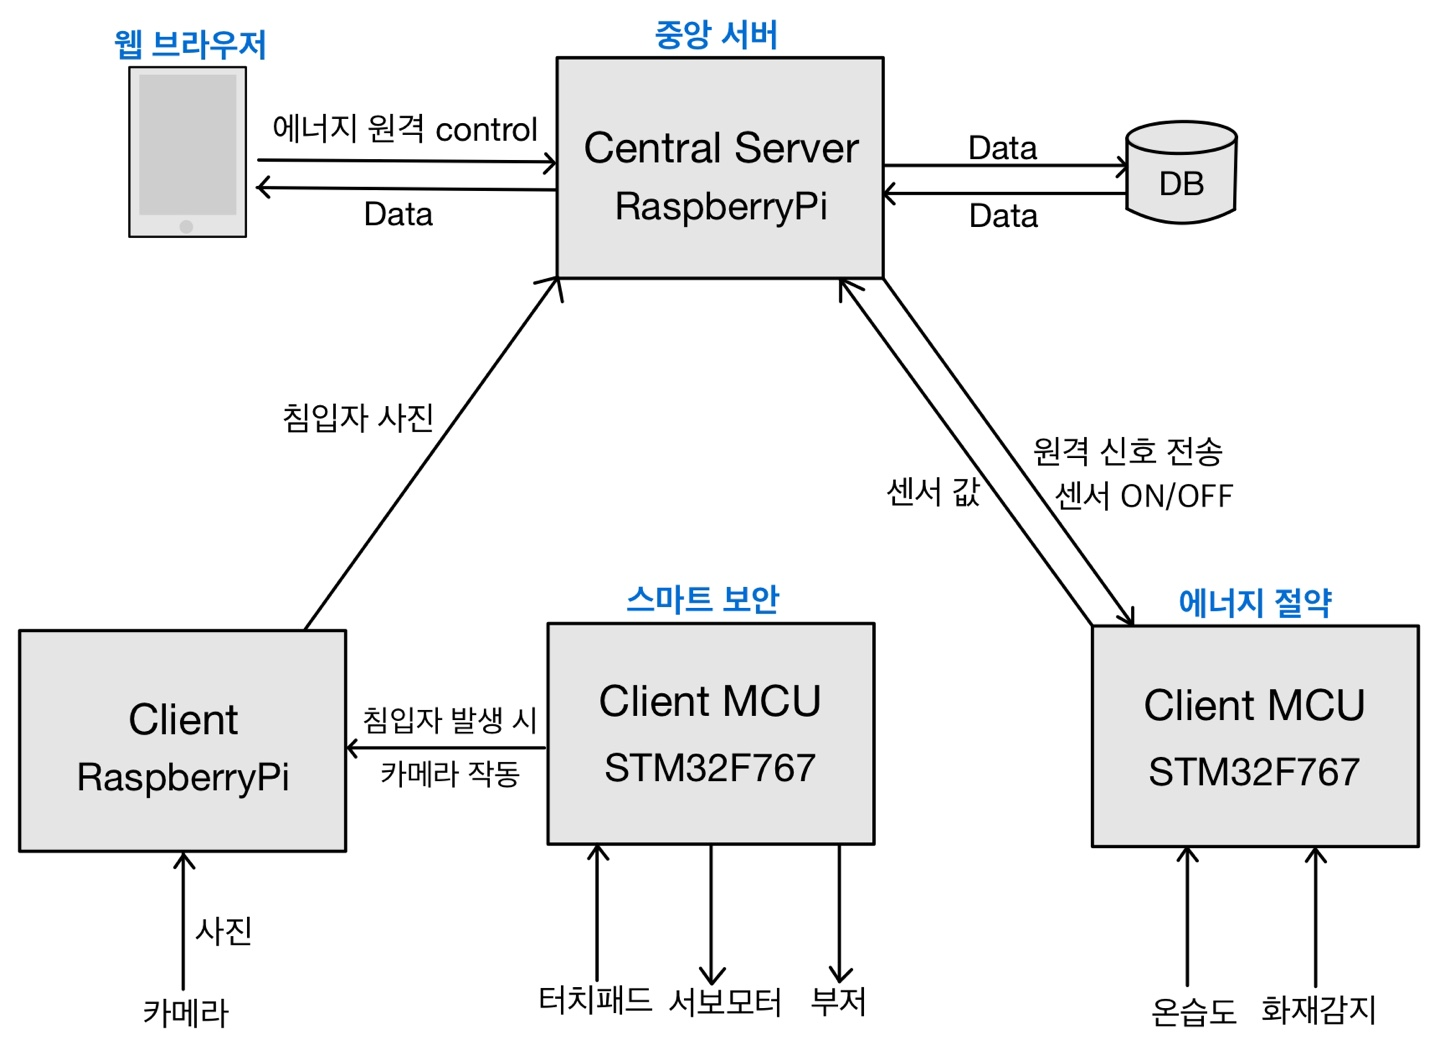 웹 브라우저
중앙 서버
에너지 원격 control
Data
Central Server
RaspberryPi
Data
Data
DB
침입자 사진
센서 값
원격 신호 전송
센서 ON/OFF
스마트 보안
에너지 절약
Client
RaspberryPi
침입자 발생 시
카메라 작동
Client MCU
STM32F767
Client MCU
STM32F767
사진
카메라
터치패드
서보모터
부저
온습도
화재감지